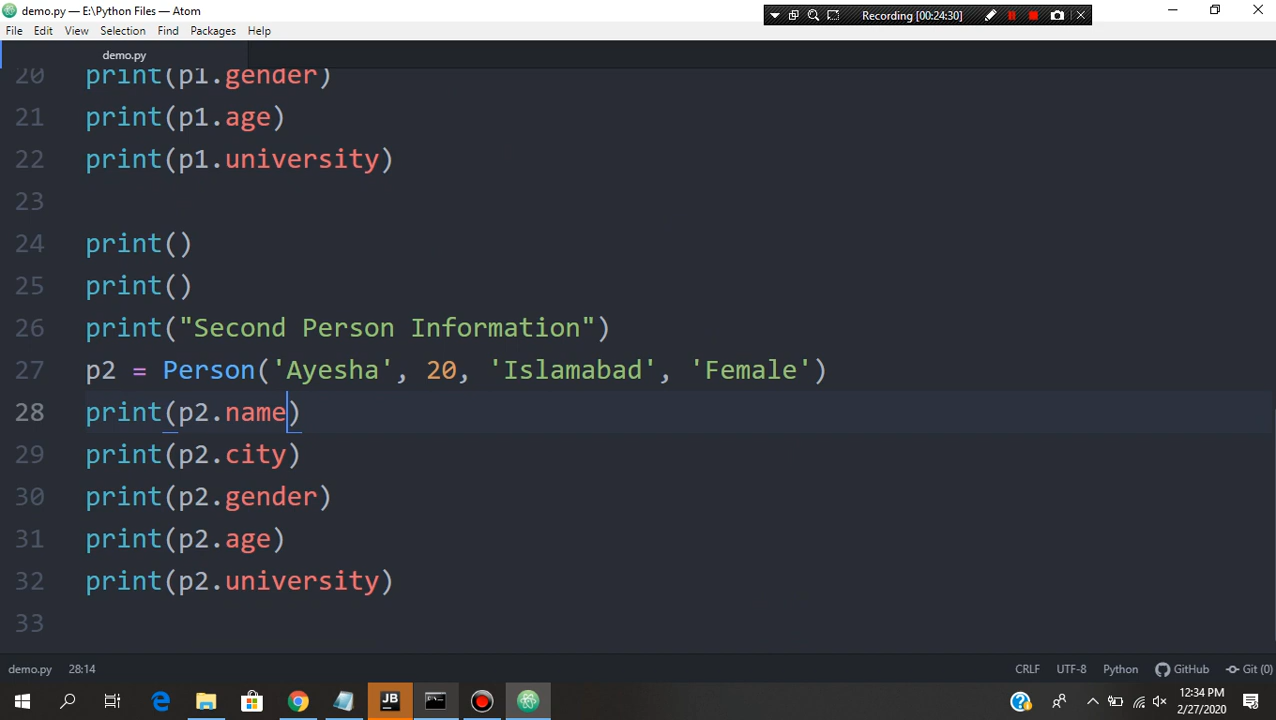 demo.py — E:\Python Files — Atom
Recording [00:24:30]
File Edit View Selection Find Packages Help
demo.py
20 print(p1.gender)
21 print(p1.age)
22 print(p1.university)
23
24 print()
25 print()
26 print("Second Person Information")
27 p2 = Person('Ayesha', 20, 'Islamabad', 'Female')
28 print(p2.name)
29 print(p2.city)
30 print(p2.gender)
31 print(p2.age)
32 print(p2.university)
33
demo.py 28:14 CRLF UTF-8 Python GitHub Git (0)
JB
12:34 PM
2/27/2020